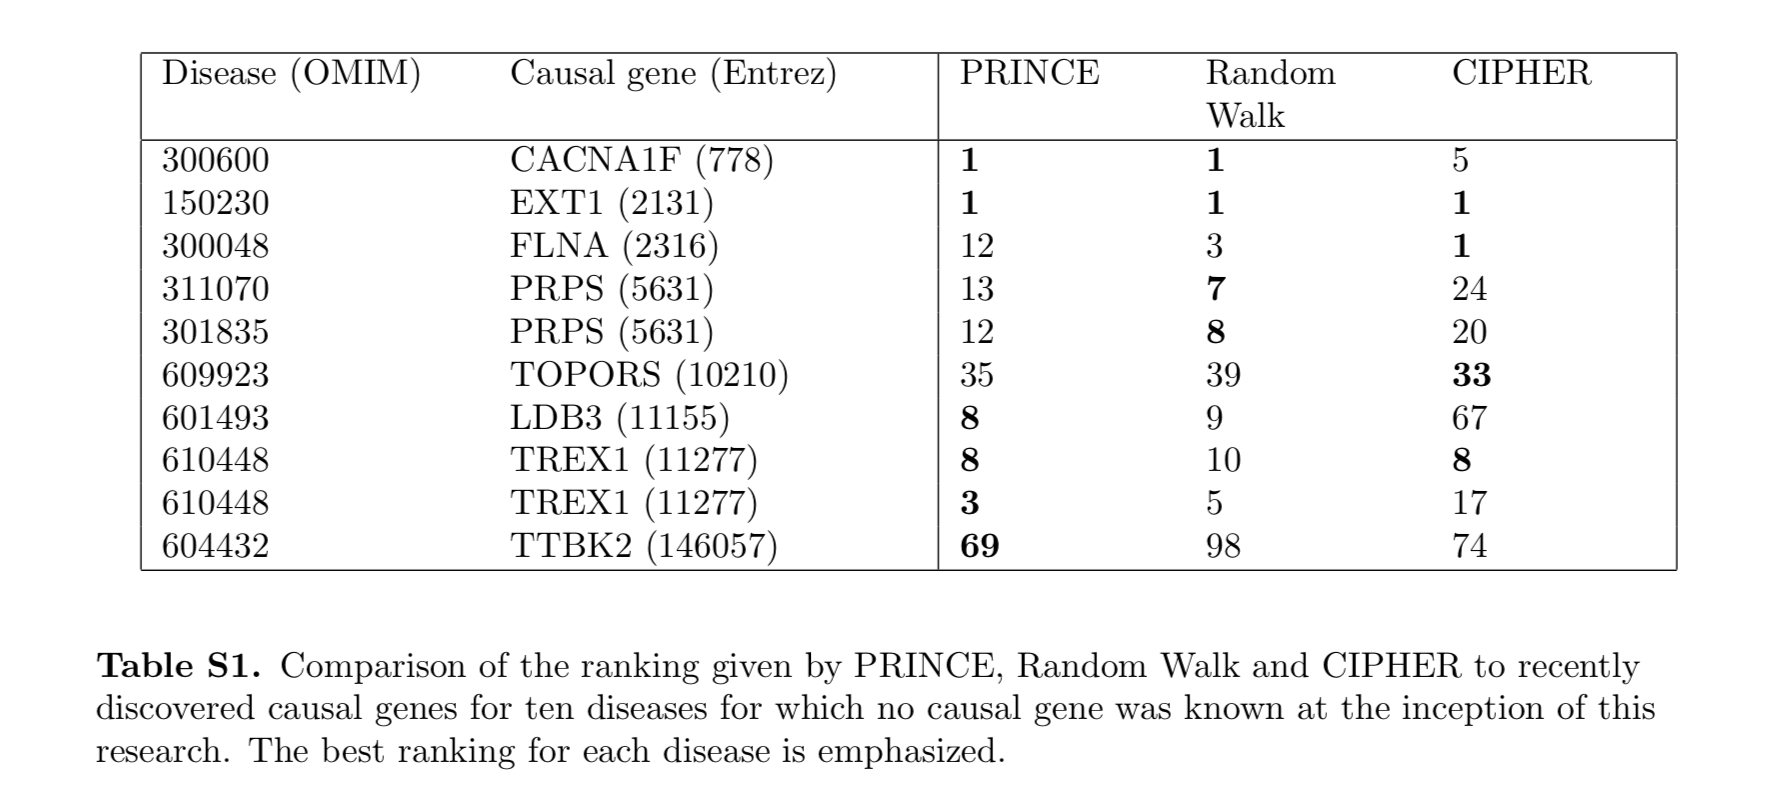 Disease (OMIM) Causal gene (Entrez) PRINCE Random CIPHER
Walk
300600 CACNA1F (778) 1 1 5
150230 EXT1 (2131) 1 1 1
300048 FLNA (2316) 12 3 1
311070 PRPS (5631) 13 7 24
301835 PRPS (5631) 12 8 20
609923 TOPORS (10210) 35 39 33
601493 LDB3 (11155) 8 9 67
610448 TREX1 (11277) 8 10 8
610448 TREX1 (11277) 3 5 17
604432 TTBK2 (146057) 69 98 74
Table S1. Comparison of the ranking given by PRINCE, Random Walk and CIPHER to recently
discovered causal genes for ten diseases for which no causal gene was known at the inception of this
research. The best ranking for each disease is emphasized.